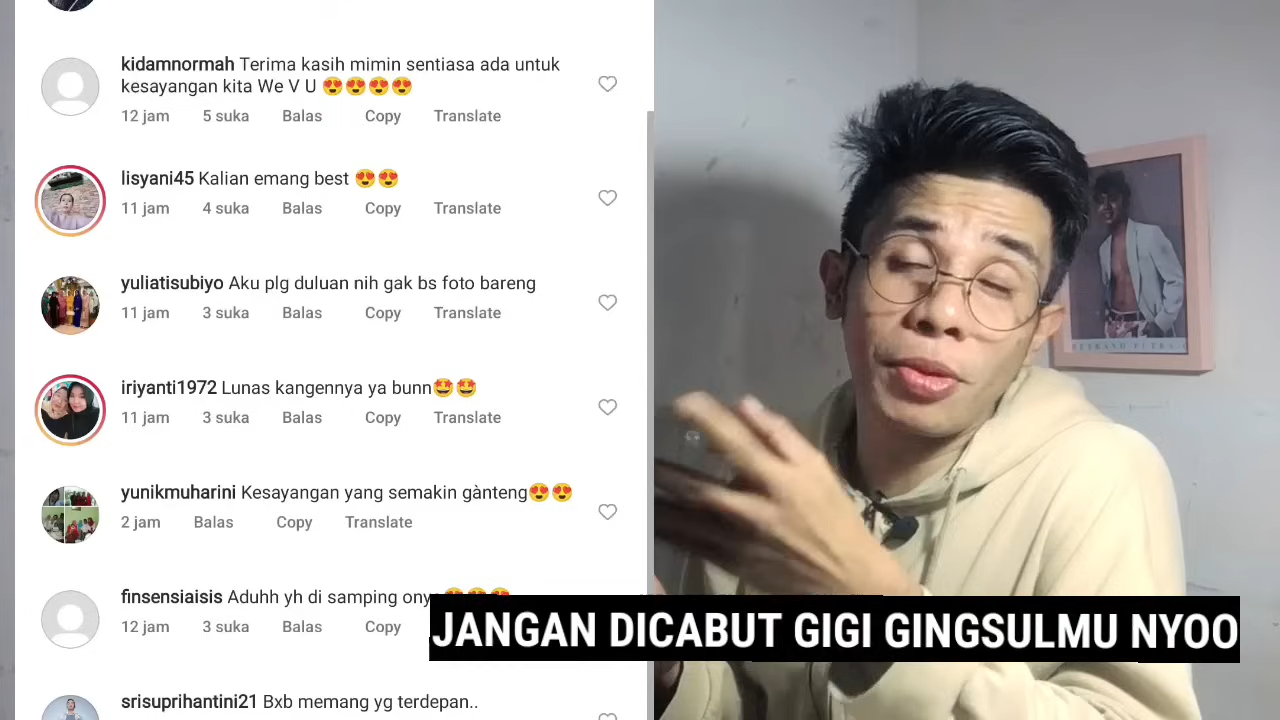 kidamnormah Terima kasih mimin sentiasa ada untuk
kesayangan kita We V U 😍😍😍😍
12 jam 5 suka Balas Copy Translate
lisyani45 Kalian emang best 😍😍
11 jam 4 suka Balas Copy Translate
yuliatisubiyo Aku plg duluan nih gak bs foto bareng
11 jam 3 suka Balas Copy Translate
iriyanti1972 Lunas kangennya ya bunn🤩🤩
11 jam 3 suka Balas Copy Translate
yunikmuharini Kesayangan yang semakin gànteng😍😍
2 jam Balas Copy Translate
finsensiaisis Aduhh yh di samping ony
12 jam 3 suka Balas Copy
srisuprihantini21 Bxb memang yg terdepan..
JANGAN DICABUT GIGI GINGSULMU NYOO